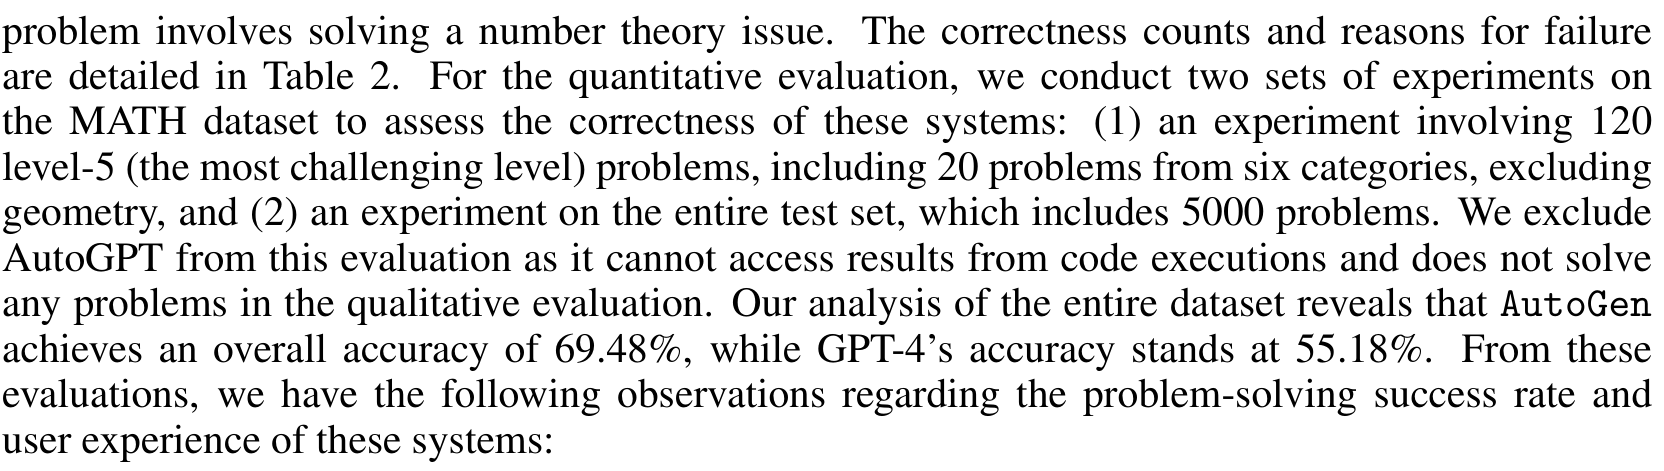 problem involves solving a number theory issue. The correctness counts and reasons for failure
are detailed in Table 2. For the quantitative evaluation, we conduct two sets of experiments on
the MATH dataset to assess the correctness of these systems: (1) an experiment involving 120
level-5 (the most challenging level) problems, including 20 problems from six categories, excluding
geometry, and (2) an experiment on the entire test set, which includes 5000 problems. We exclude
AutoGPT from this evaluation as it cannot access results from code executions and does not solve
any problems in the qualitative evaluation. Our analysis of the entire dataset reveals that AutoGen
achieves an overall accuracy of 69.48%, while GPT-4's accuracy stands at 55.18%. From these
evaluations, we have the following observations regarding the problem-solving success rate and
user experience of these systems: